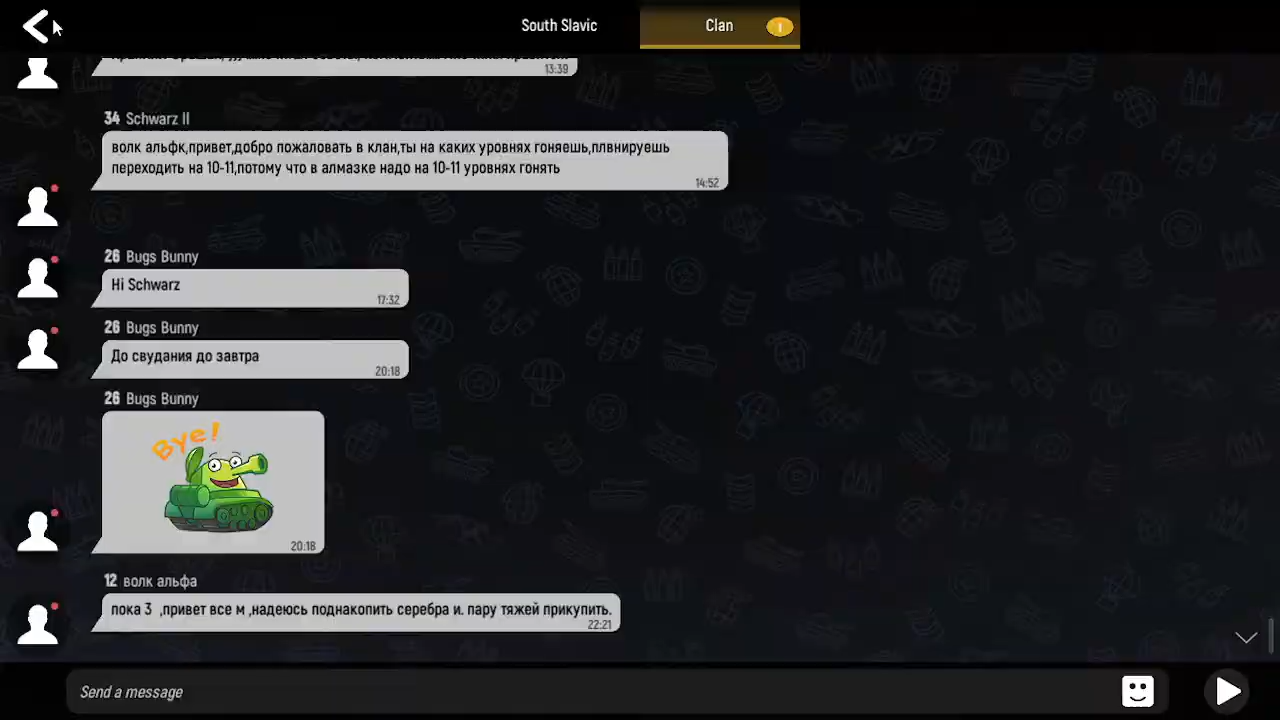 South Slavic
Clan
13:39
34 Schwarz II
волк альфк,привет,добро пожаловать в клан,ты на каких уровнях гоняешь,плвнируешь
переходить на 10-11,потому что в алмазке надо на 10-11 уровнях гонять
14:52
26 Bugs Bunny
Hi Schwarz
17:32
26 Bugs Bunny
До свудания до завтра
20:18
26 Bugs Bunny
Bye!
20:18
12 волк альфа
пока 3 ,привет все м ,надеюсь поднакопить серебра и. пару тяжей прикупить.
22:21
Send a message